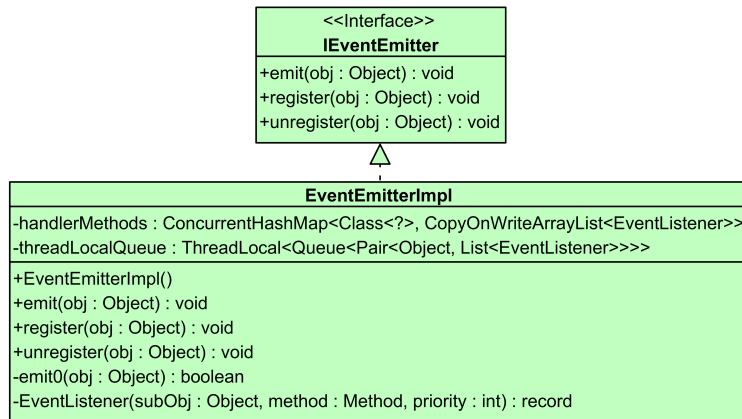 <<Interface>>
IEventEmitter
+emit(obj : Object) : void
+register(obj : Object) : void
+unregister(obj : Object) : void
EventEmitterImpl
-handlerMethods : ConcurrentHashMap<Class<?>, CopyOnWriteArrayList<EventListener>>
-threadLocalQueue : ThreadLocal<Queue<Pair<Object, List<EventListener>>>>
+EventEmitterImpl()
+emit(obj : Object) : void
+register(obj : Object) : void
+unregister(obj : Object) : void
-emit0(obj : Object) : boolean
-EventListener(subObj : Object, method : Method, priority : int) : record